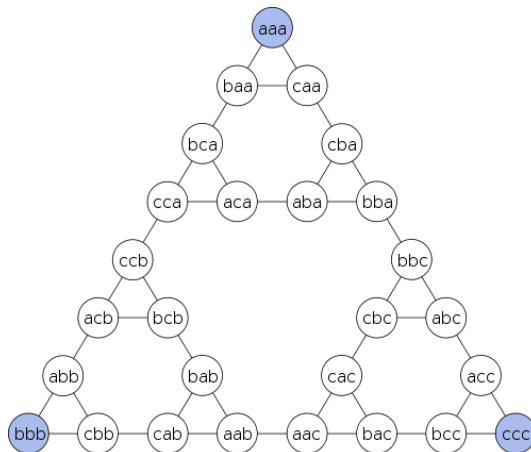 aaa
baa caa
bca cba
cca aca aba bba
ccb bbc
acb bcb cbc abc
abb bab cac acc
bbb cbb cab aab aac bac bcc ccc